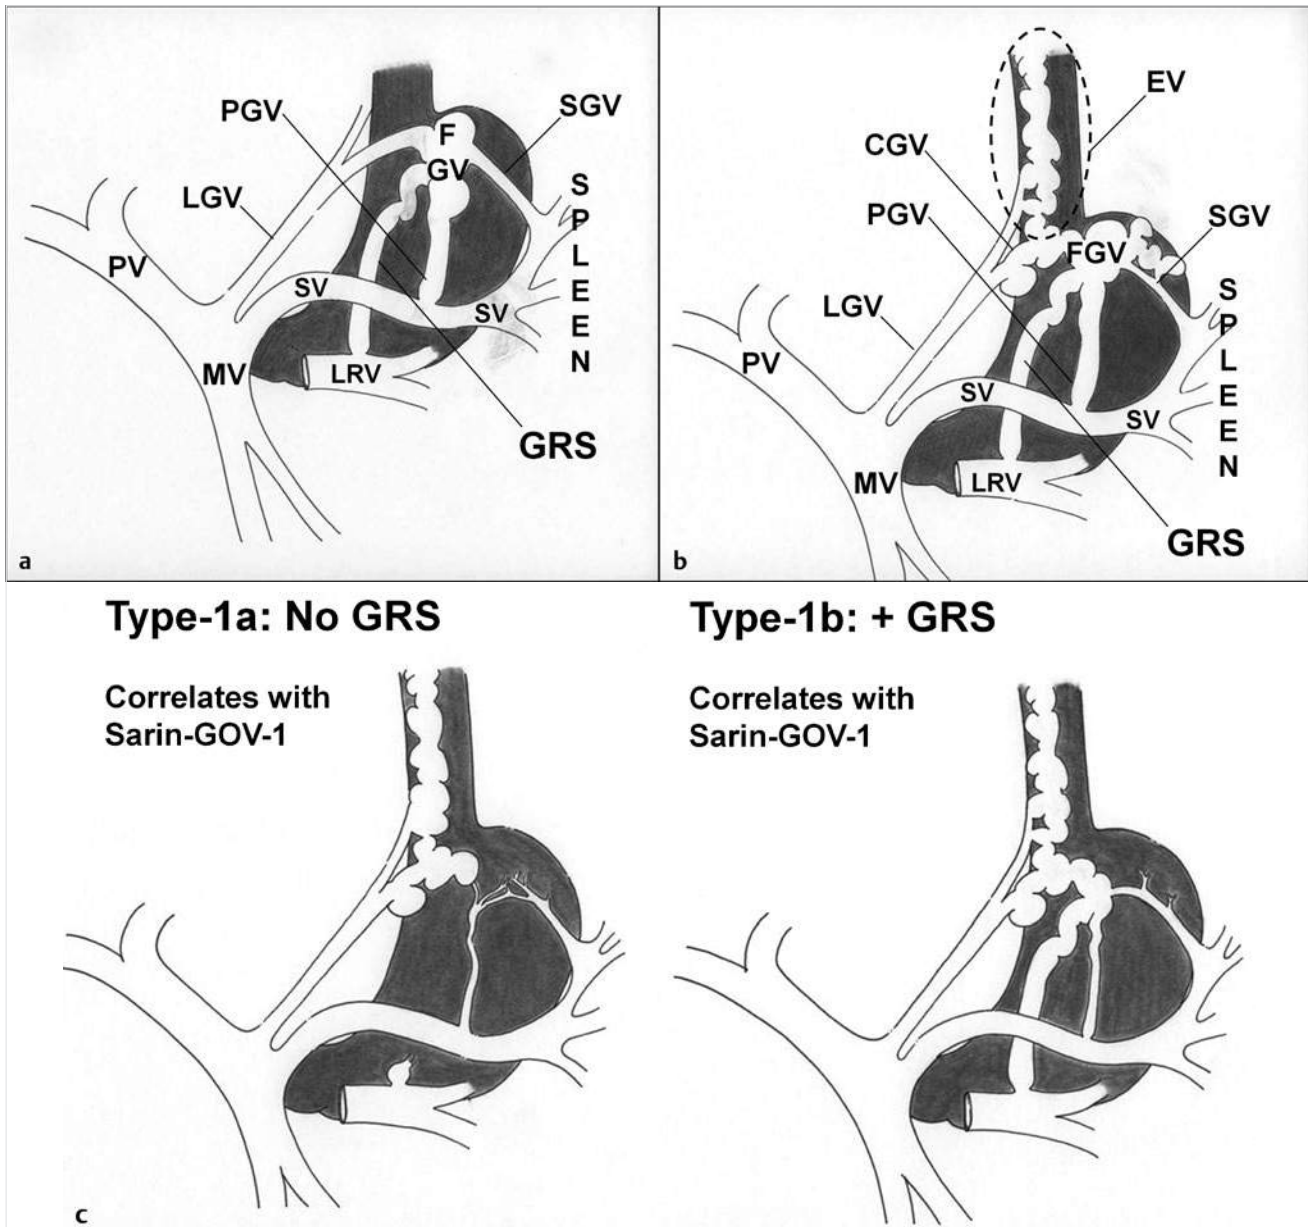 PGV
F
GV
SGV
LGV
PV
SV
SV
MV
LRV
GRS
SPLEEN
a
EV
CGV
PGV
FGV
SGV
LGV
PV
SV
SV
MV
LRV
GRS
SPLEEN
b
Type-1a: No GRS
Correlates with
Sarin-GOV-1
Type-1b: + GRS
Correlates with
Sarin-GOV-1
c